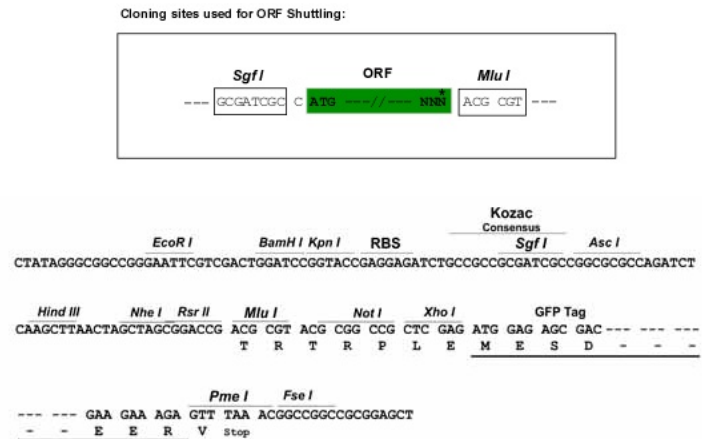 Cloning sites used for ORF Shuttling:
Sgf I ORF Mlu I
--- GCGATCGC C ATG ---//--- NNN* ACG CGT ---
Kozac
Consensus
EcoR I BamH I Kpn I RBS Sgf I Asc I
CTATAGGGCGGCCGGGAATTCGTCGACTGGATCCGGTACCGAGGAGATCTGCCGCCGCGATCGCCGGCGCGCCAGATCT
Hind III Nhe I Rsr II Mlu I Not I Xho I GFP Tag
CAAGCTTAACTAGCTAGCGGACCG ACG CGT ACG CGG CCG CTC GAG ATG GAG AGC GAC --- --- ---
T R T R P L E M E S D - - -
Pme I Fse I
--- --- GAA GAA AGA GTT TAA ACGGCCGGCCGCGGAGCT
- - E E R V Stop